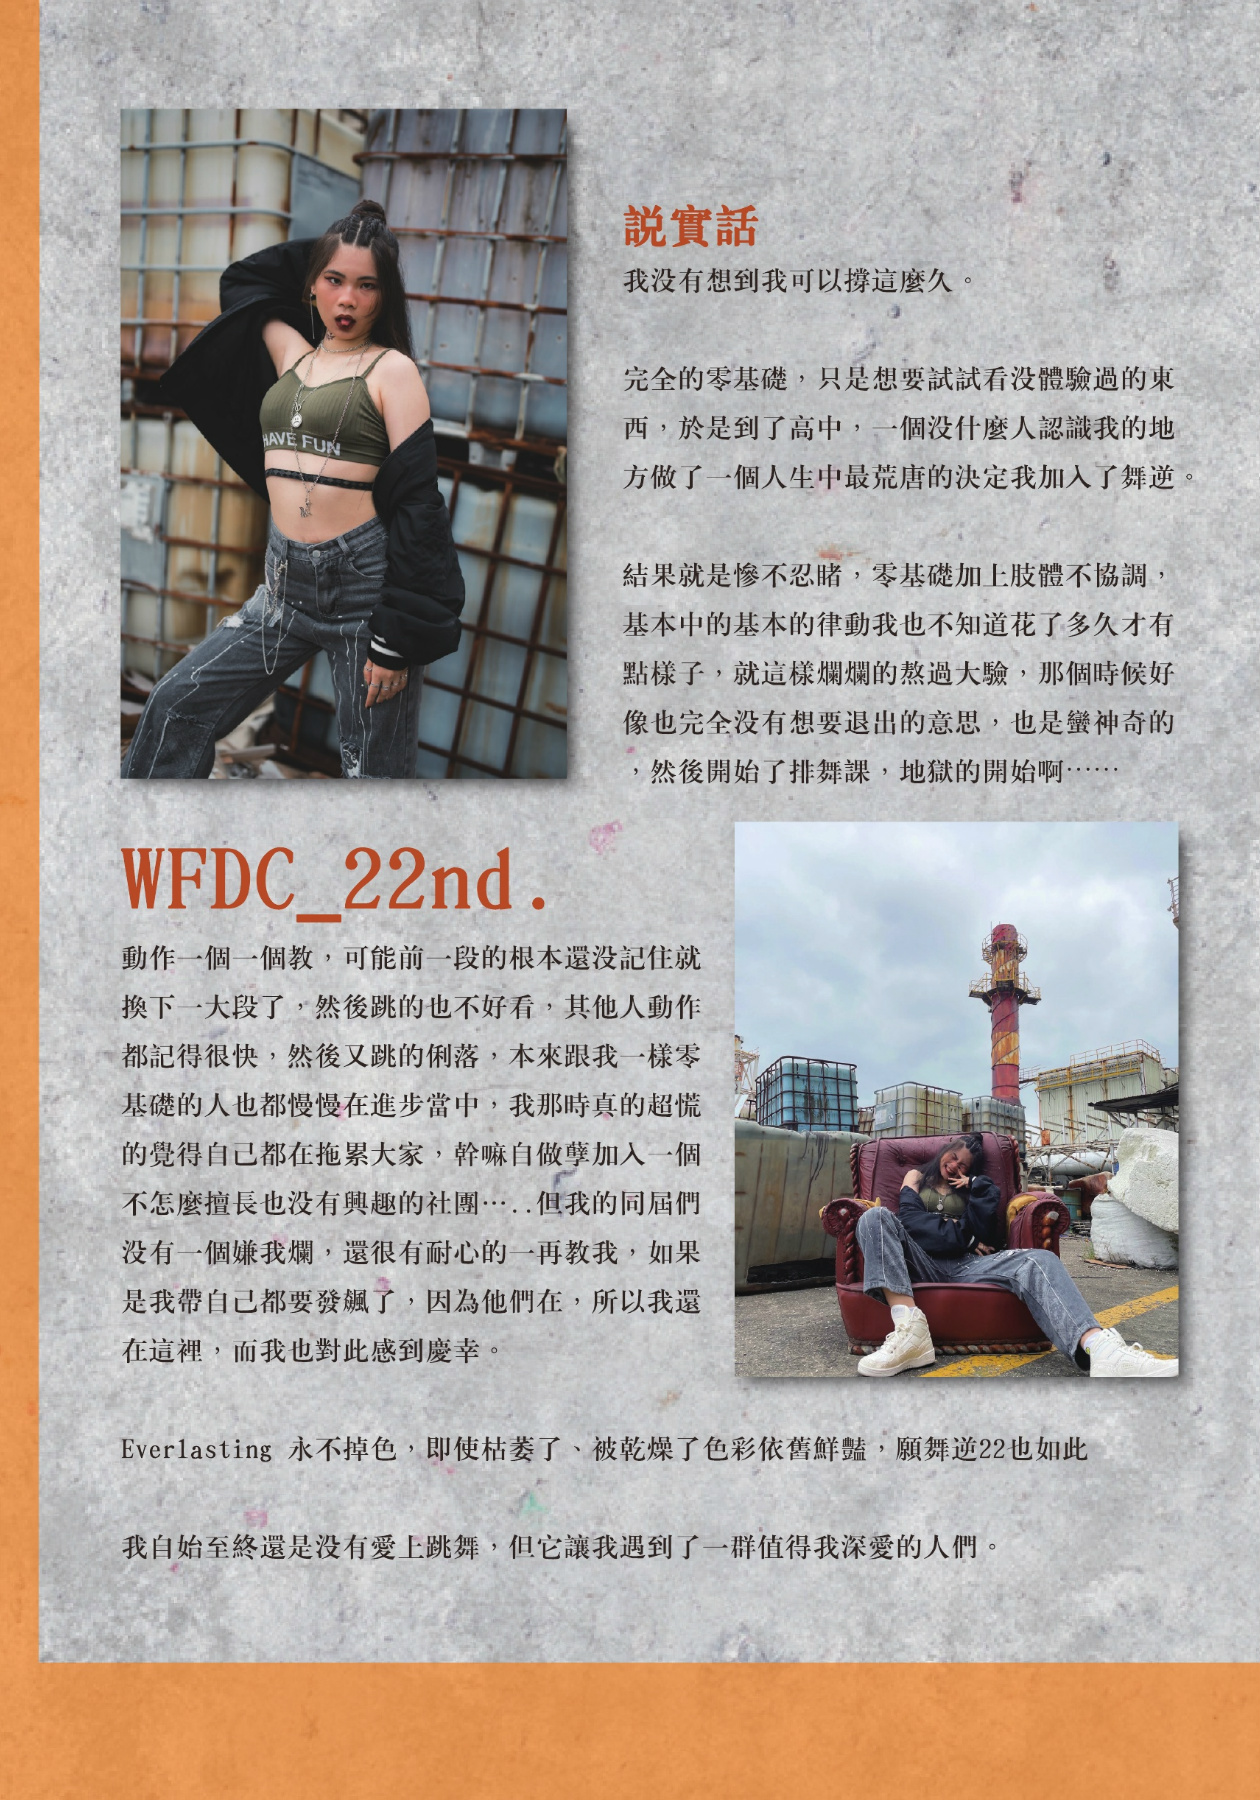 HAVE FUN
説實話
我没有想到我可以撐這麼久。
完全的零基礎，只是想要試試看没體驗過的東
西，於是到了高中，一個没什麼人認識我的地
方做了一個人生中最荒唐的決定我加入了舞逆。
結果就是慘不忍睹，零基礎加上肢體不協調，
基本中的基本的律動我也不知道花了多久才有
點樣子，就這樣爛爛的熬過大驗，那個時候好
像也完全没有想要退出的意思，也是蠻神奇的
，然後開始了排舞課，地獄的開始啊⋯⋯
WFDC_22nd.
動作一個一個教，可能前一段的根本還没記住就
換下一大段了，然後跳的也不好看，其他人動作
都記得很快，然後又跳的俐落，本來跟我一樣零
基礎的人也都慢慢在進步當中，我那時真的超慌
的覺得自己都在拖累大家，幹嘛自做孽加入一個
不怎麼擅長也没有興趣的社團⋯..但我的同屆們
没有一個嫌我爛，還很有耐心的一再教我，如果
是我帶自己都要發飆了，因為他們在，所以我還
在這裡，而我也對此感到慶幸。
Everlasting 永不掉色，即使枯萎了、被乾燥了色彩依舊鮮豔，願舞逆22也如此
我自始至終還是没有愛上跳舞，但它讓我遇到了一群值得我深愛的人們。